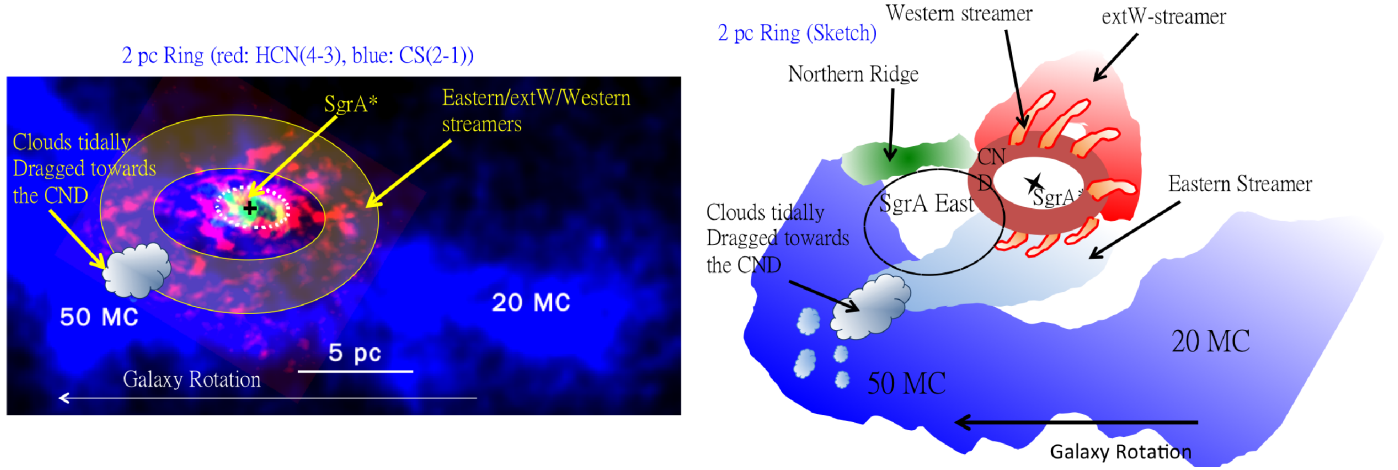 2 pc Ring (red: HCN(4-3), blue: CS(2-1))
SgrA*
Eastern/extW/Western
streamers
Clouds tidally
Dragged towards
the CND
50 MC
20 MC
5 pc
Galaxy Rotation
2 pc Ring (Sketch)
Western streamer
extW-streamer
Northern Ridge
CN
D
SgrA*
SgrA East
Eastern Streamer
Clouds tidally
Dragged towards
the CND
20 MC
50 MC
Galaxy Rotation